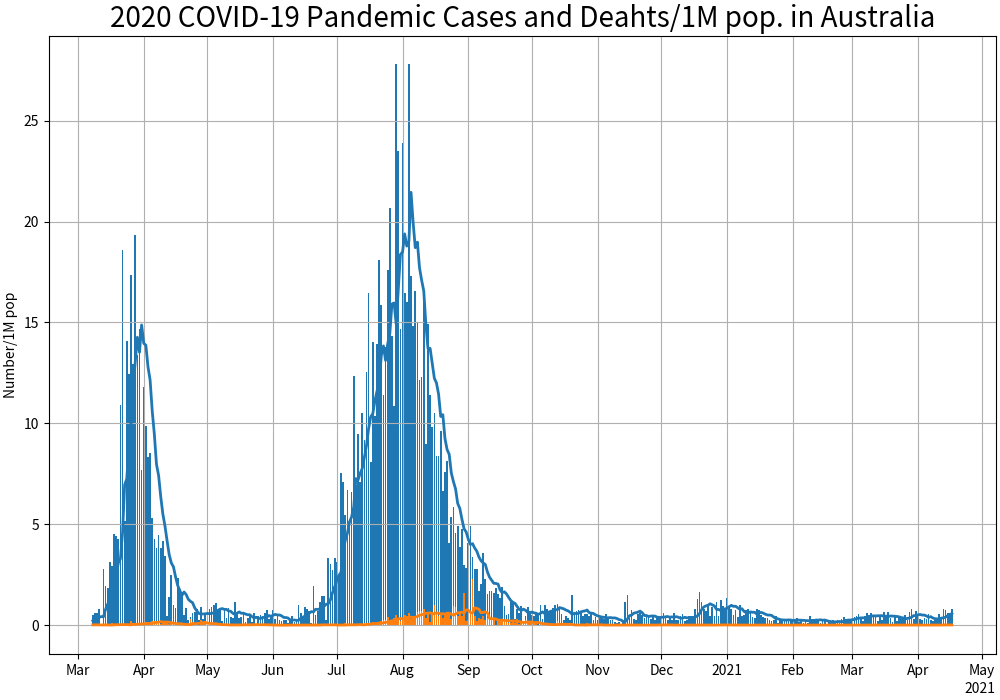 2020 COVID-19 Pandemic Cases and Deahts/1M pop. in Australia
Number/1M pop
25
20
15
10
5
0
Mar Apr May Jun Jul Aug Sep Oct Nov Dec 2021 Feb Mar Apr May
2021